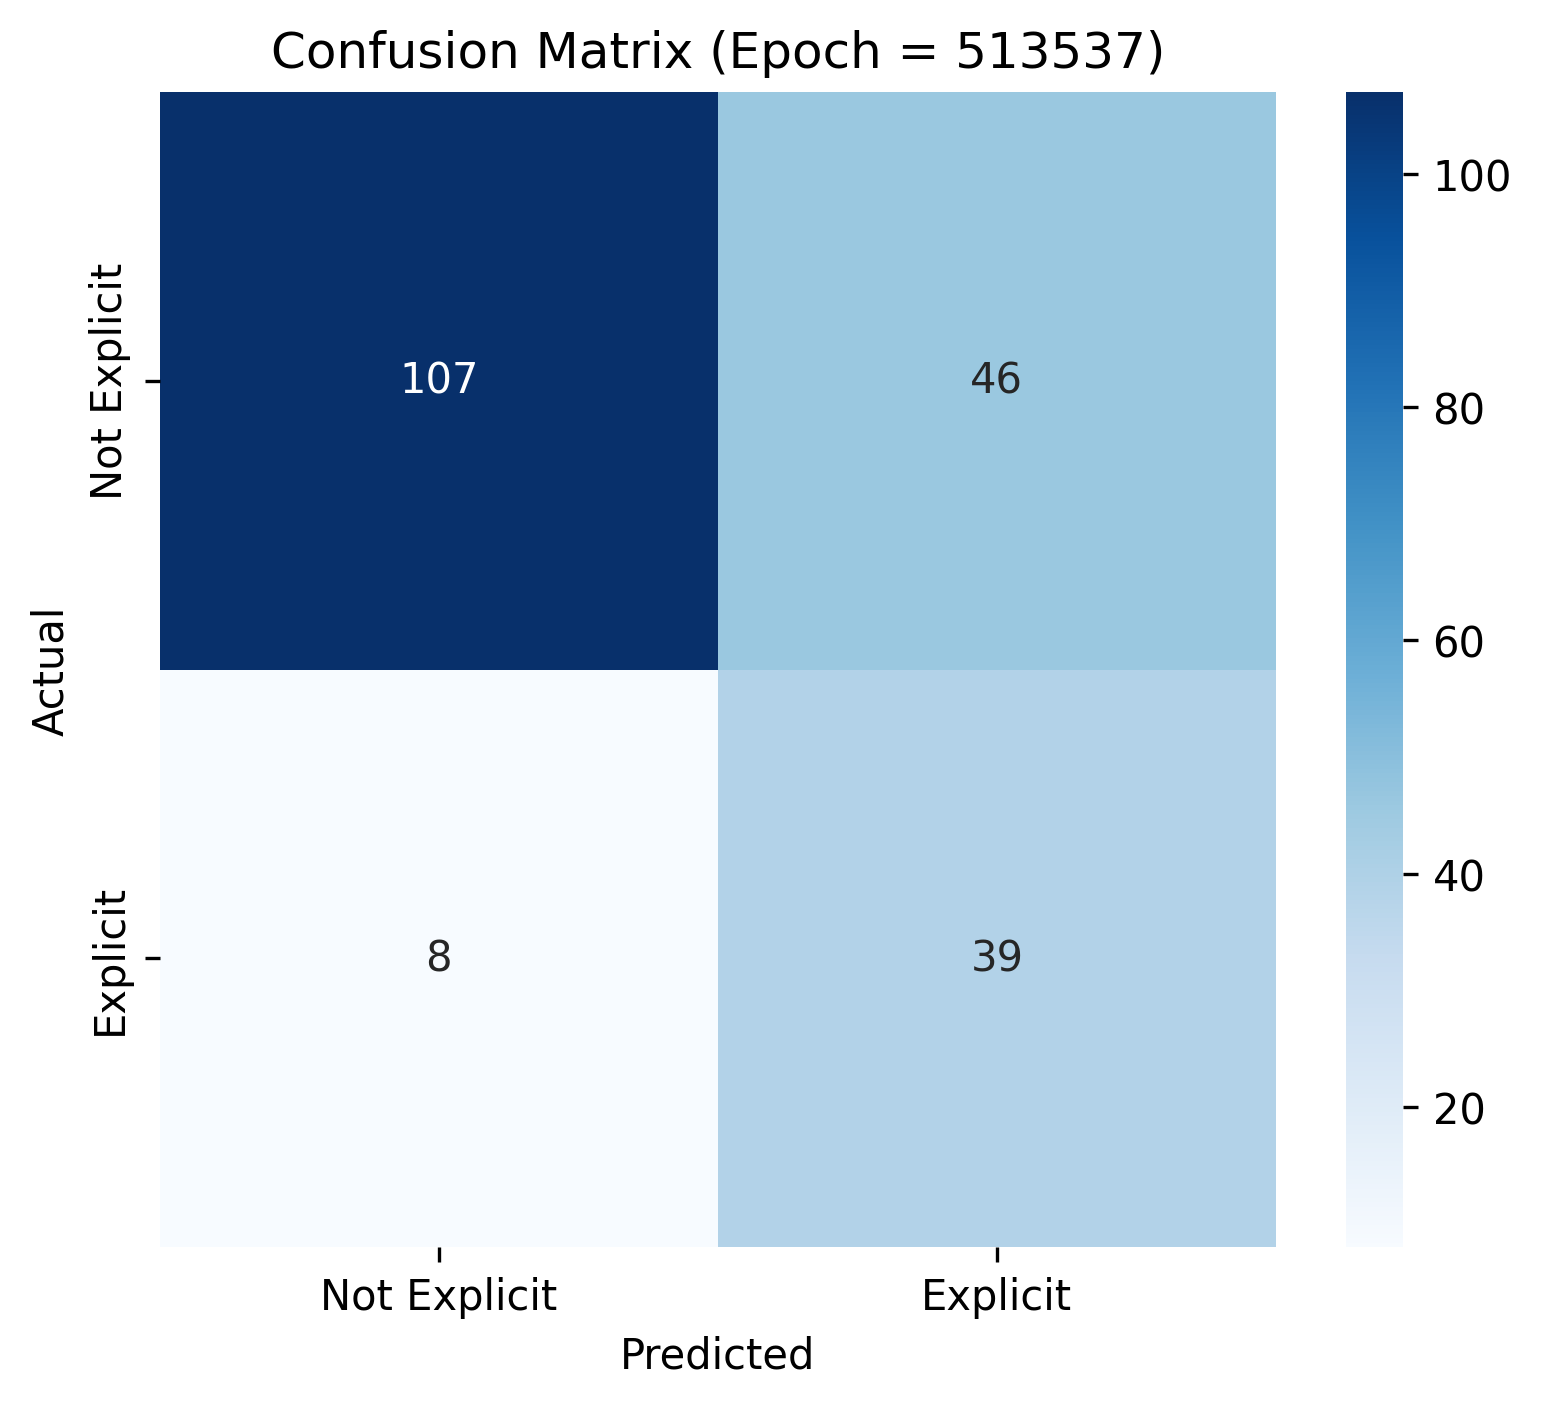 Confusion Matrix (Epoch = 513537)
Not Explicit
107
46
100
80
60
40
20
Actual
Explicit
8
39
Not Explicit
Explicit
Predicted